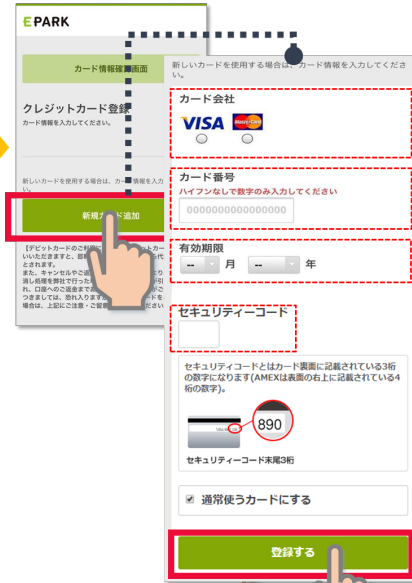 EPARK
カード情報確認画面
クレジットカード登録
カード情報を入力してください。
新しいカードを使用する場合は、カード情報を入力
い。
新規カード追加
【デビットカードのご利
いいただきますと、即
とされます。
また、キャンセルやご返
消し処理を弊社で行った
れ、口座へのご返金まで
つきましては、恐れ入りま
場合は、上記にご注意・ご留意
新しいカードを使用する場合は、カード情報を入力してくださ
い。
カード会社
VISA MasterCard
カード番号
ハイフンなしで数字のみ入力してください
0000000000000000
有効期限
-- 月 -- 年
セキュリティーコード
セキュリティコードとはカード裏面に記載されている3桁
の数字になります(AMEXは表面の右上に記載されている4
桁の数字)。
890
セキュリティーコード末尾3桁
通常使うカードにする
登録する